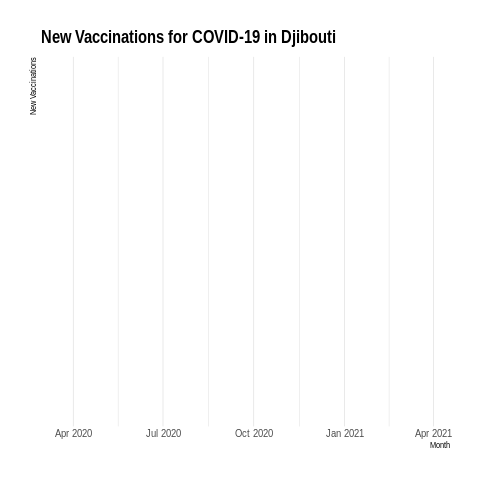 New Vaccinations for COVID-19 in Djibouti
New Vaccinations
Apr 2020
Jul 2020
Oct 2020
Jan 2021
Apr 2021
Month